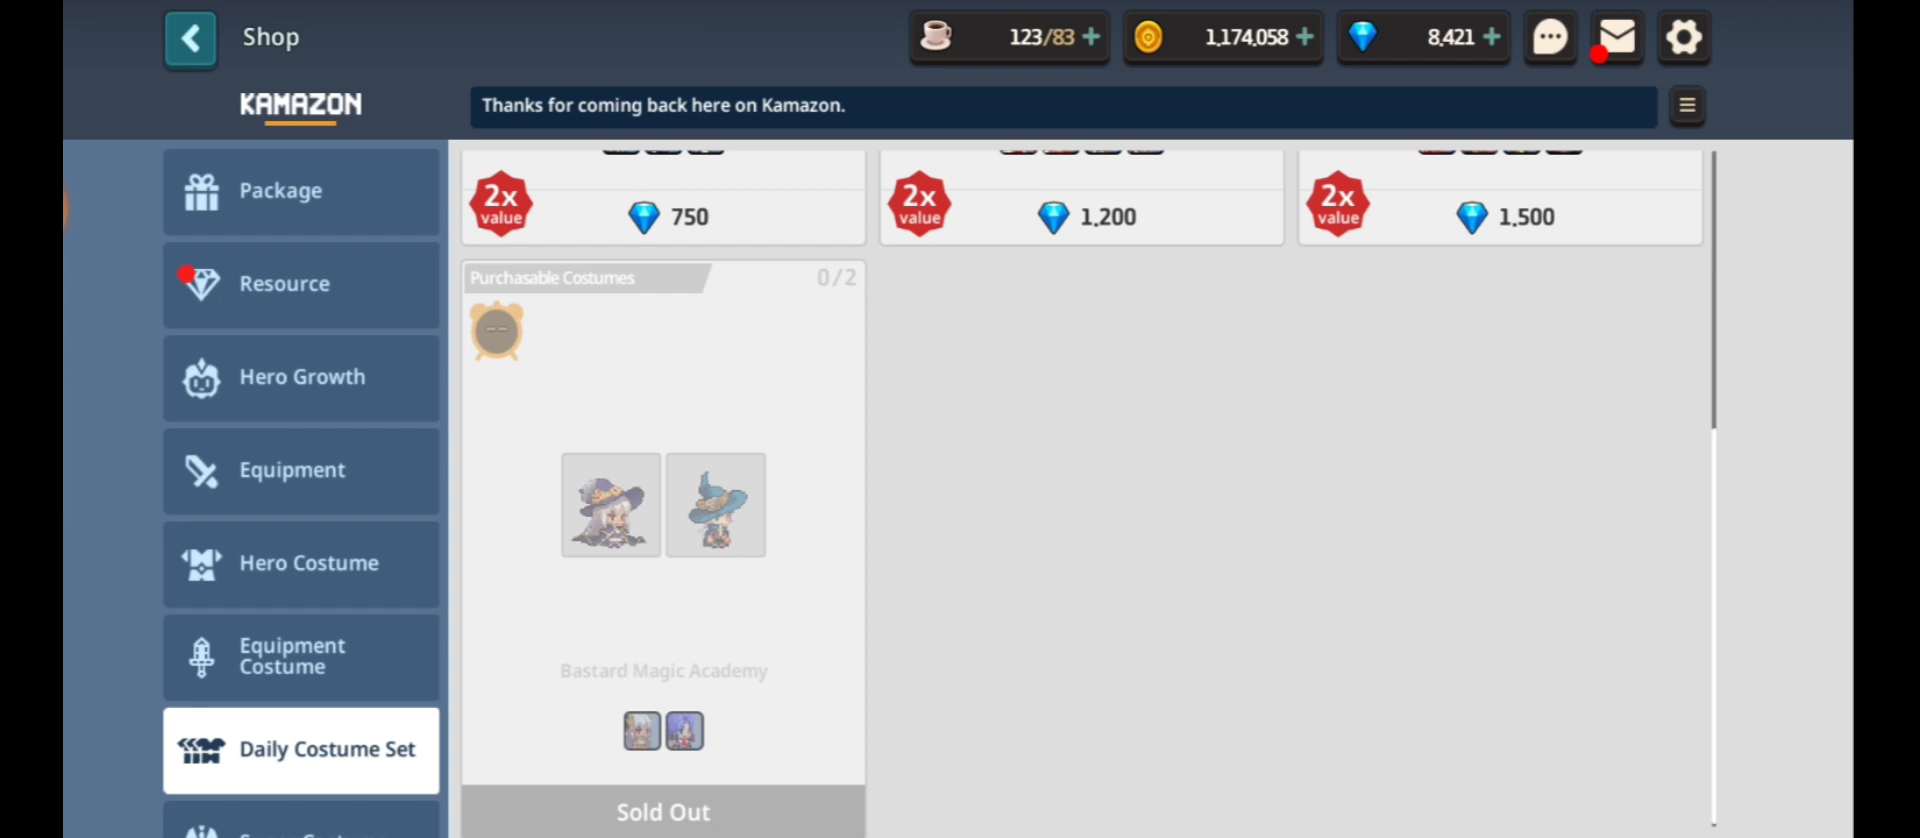 Shop
123/83
1,174,058
8,421
KAMAZON
Thanks for coming back here on Kamazon.
Package
Resource
Hero Growth
Equipment
Hero Costume
Equipment
Costume
Daily Costume Set
2x
value
750
2x
value
1,200
2x
value
1,500
Purchasable Costumes
0/2
--
Bastard Magic Academy
Sold Out